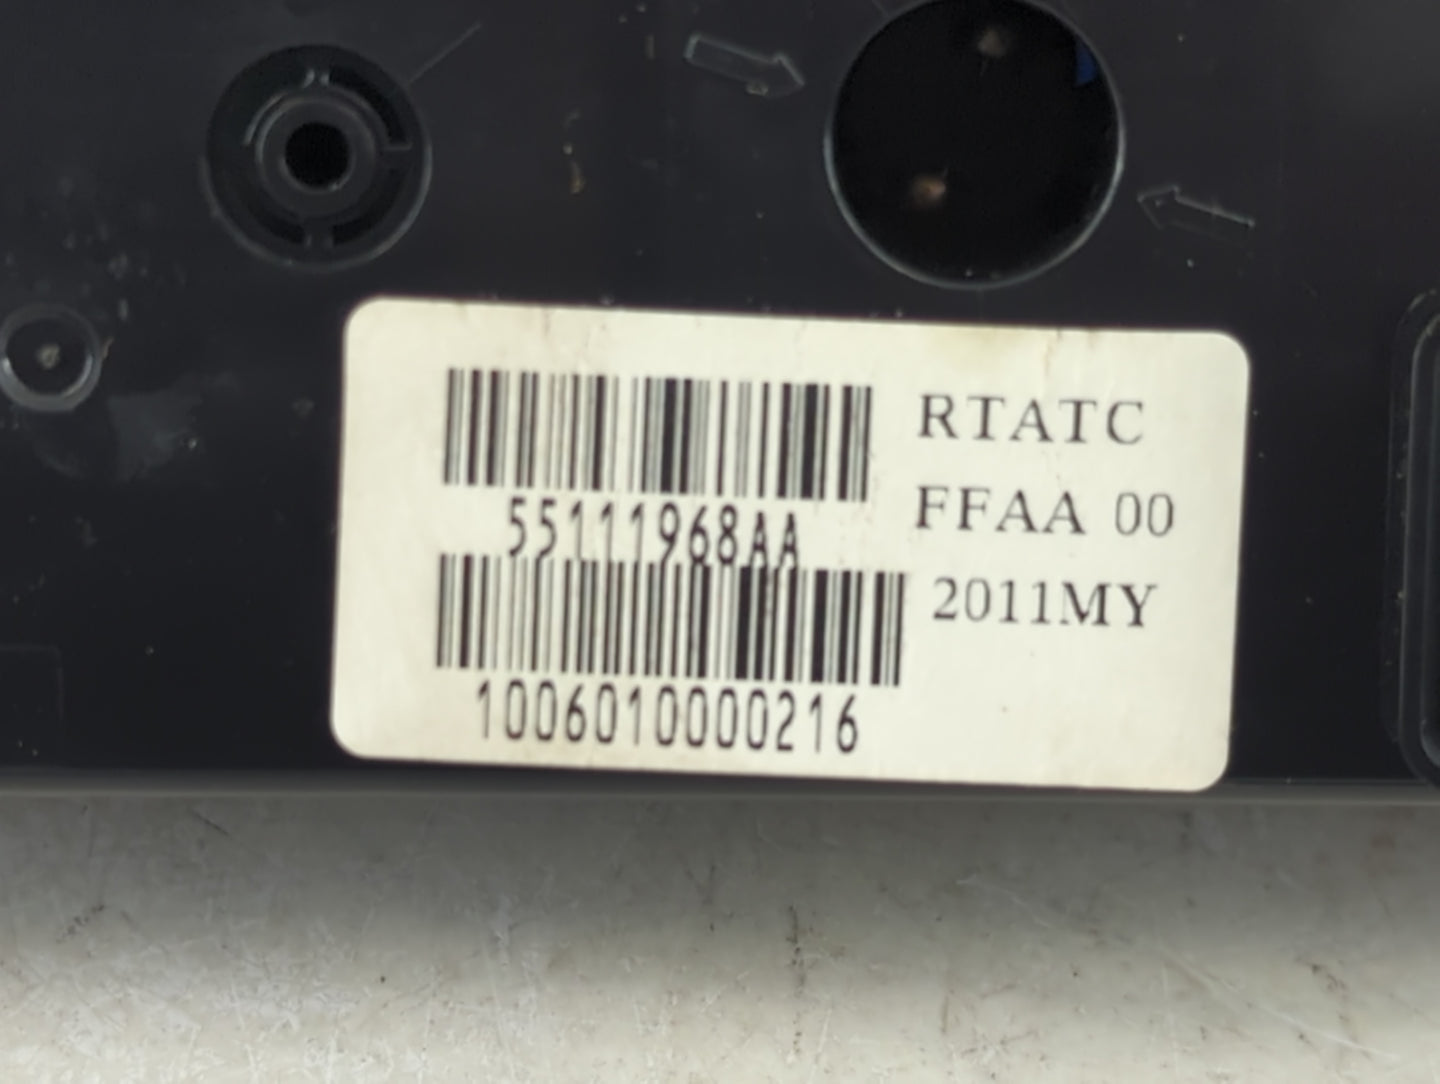 RTATC
55111968AA
FFAA 00
2011MY
1006010000216